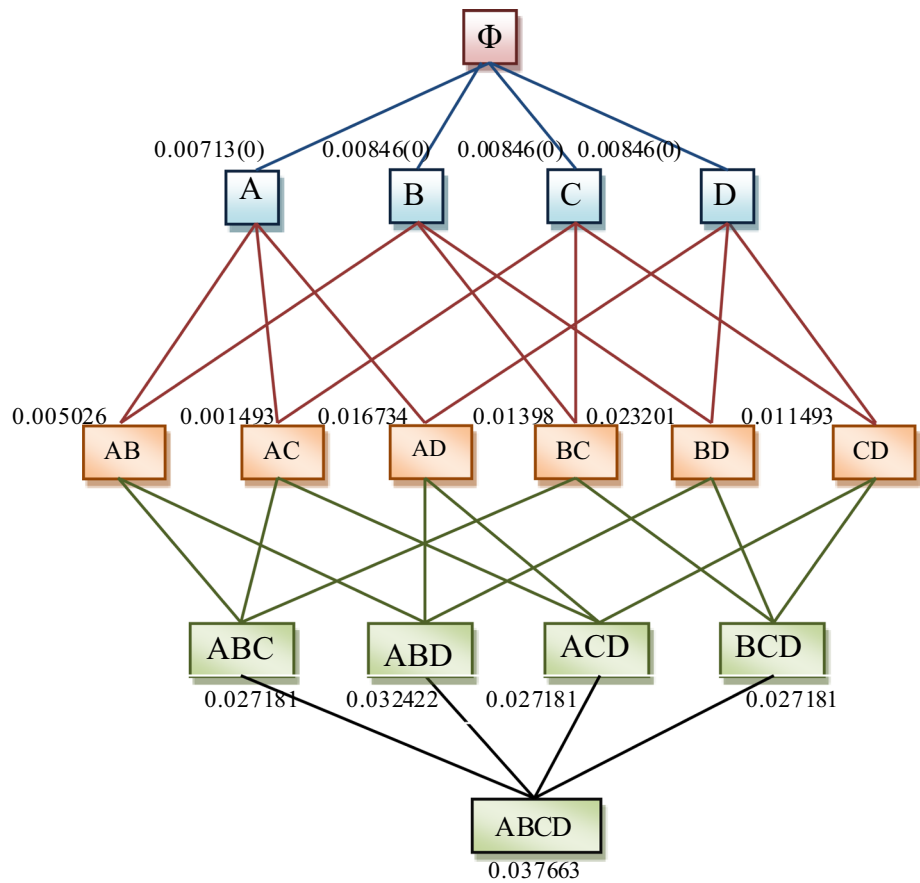 Φ
0.00713(0) 0.00846(0) 0.00846(0) 0.00846(0)
A B C D
0.005026 0.001493 0.016734 0.01398 0.023201 0.011493
AB AC AD BC BD CD
ABC ABD ACD BCD
0.027181 0.032422 0.027181 0.027181
ABCD
0.037663